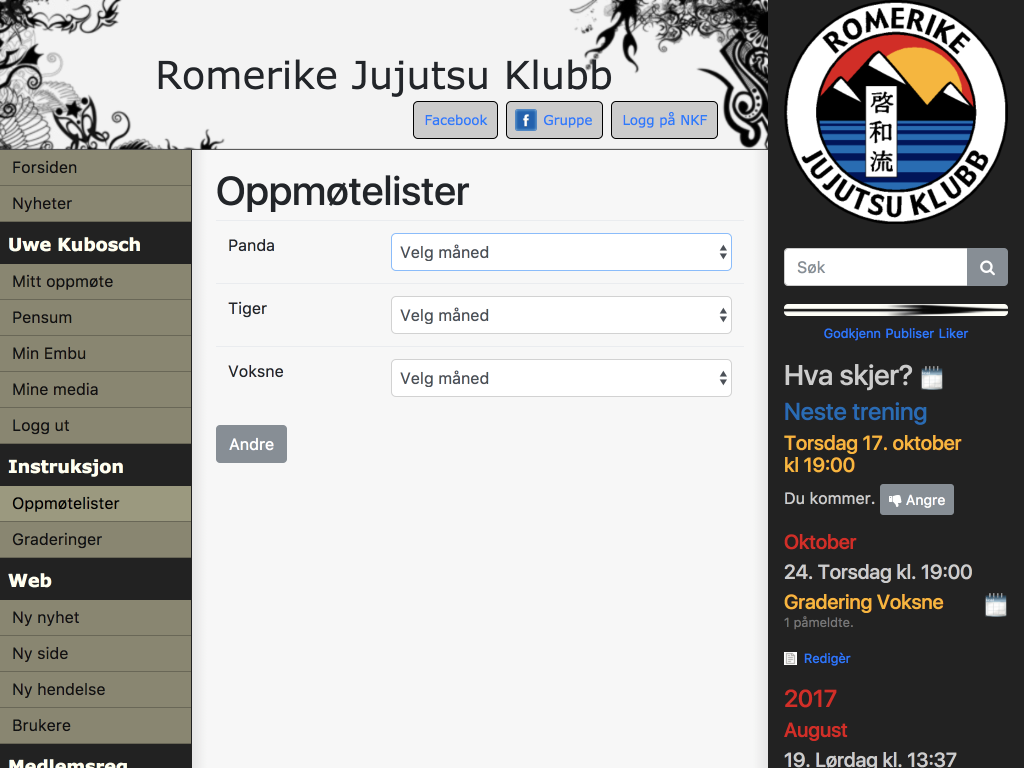 Romerike Jujutsu Klubb
Facebook
Gruppe
Logg på NKF
Forsiden
Nyheter
Uwe Kubosch
Mitt oppmøte
Pensum
Min Embu
Mine media
Logg ut
Instruksjon
Oppmøtelister
Graderinger
Web
Ny nyhet
Ny side
Ny hendelse
Brukere
Medlemsreg
Oppmøtelister
Panda
Velg måned
Tiger
Velg måned
Voksne
Velg måned
Andre
ROMERIKE
啓和流
JUJUTSU KLUBB
Søk
Godkjenn Publiser Liker
Hva skjer?
Neste trening
Torsdag 17. oktober
kl 19:00
Du kommer.
Angre
Oktober
24. Torsdag kl. 19:00
Gradering Voksne
1 påmeldte.
Redigèr
2017
August
19. Lørdag kl. 13:37